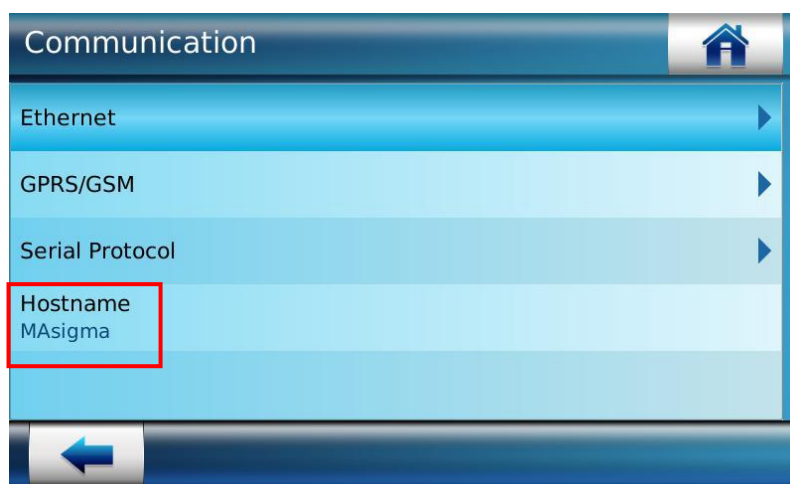 Communication
Ethernet
GPRS/GSM
Serial Protocol
Hostname
MAsigma